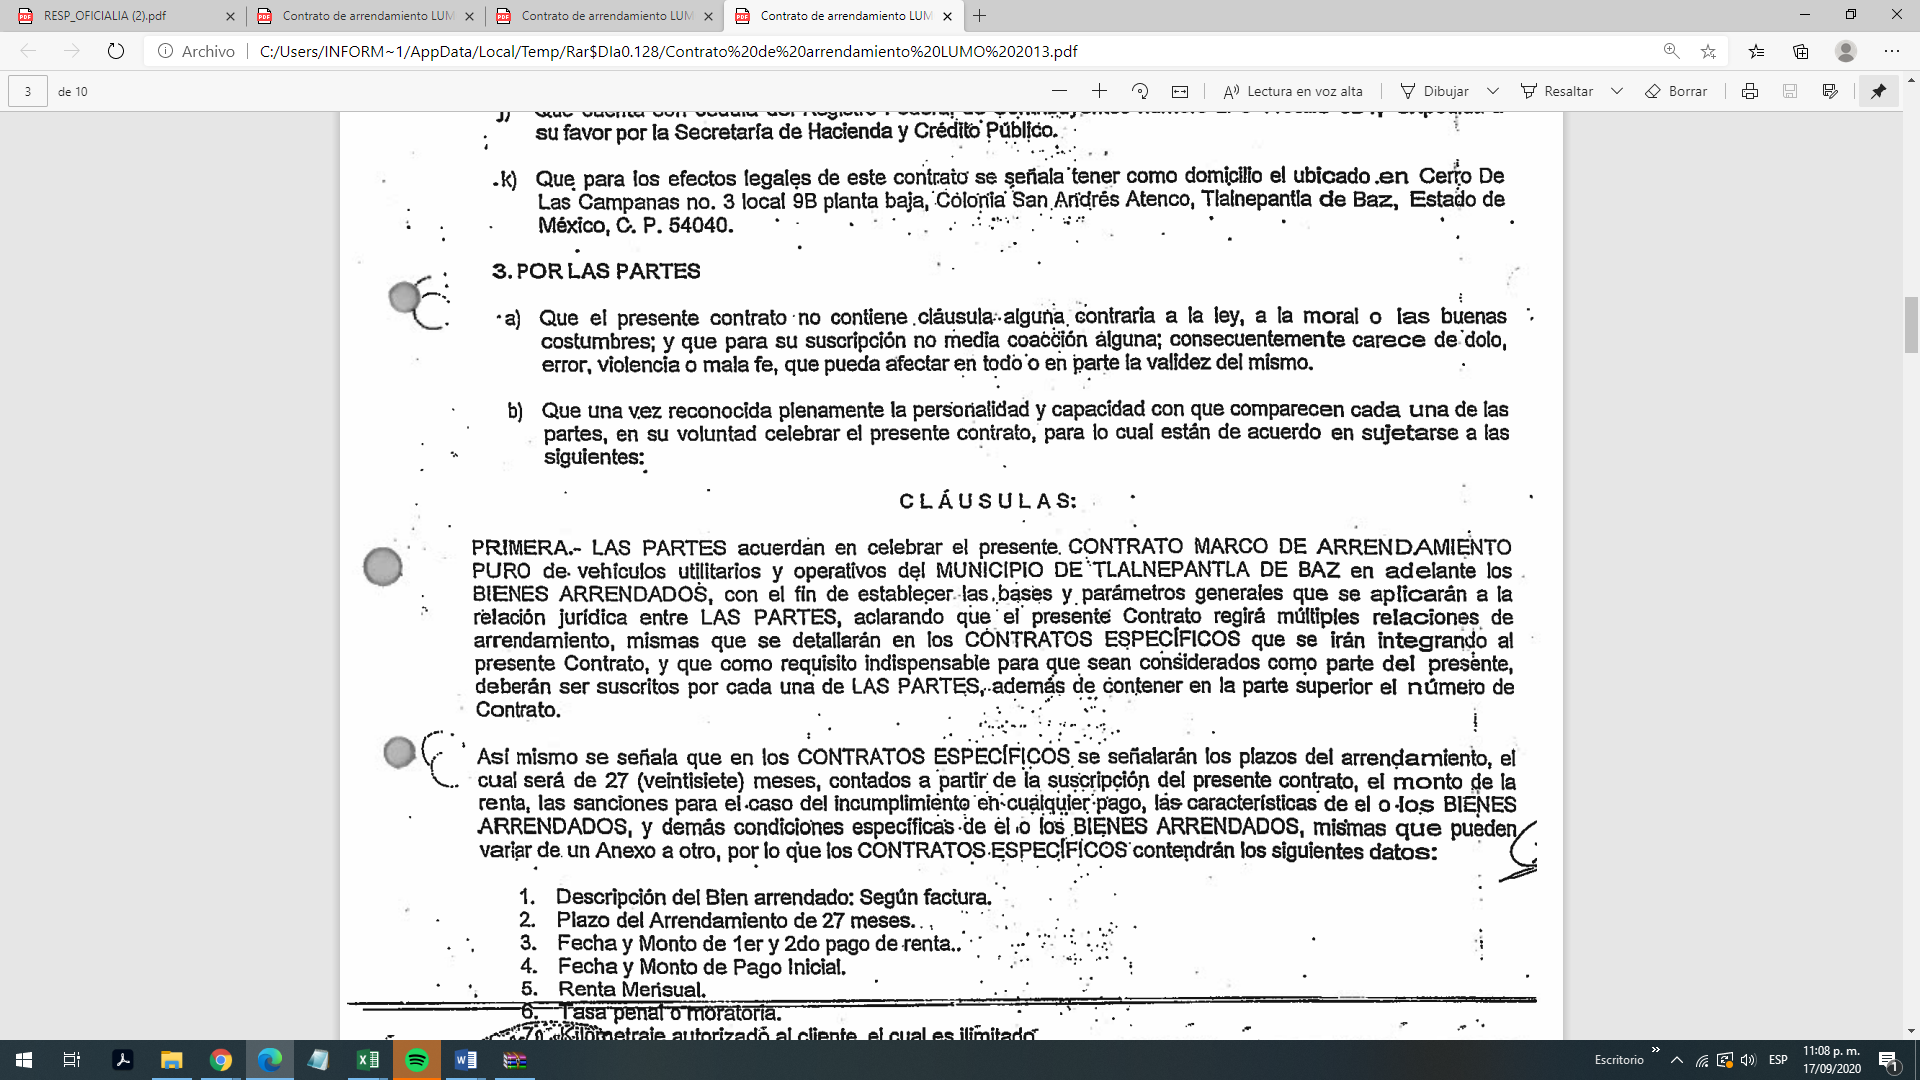 RESP_OFICIALIA (2).pdf
Contrato de arrendamiento LUM
Contrato de arrendamiento LUM
Contrato de arrendamiento LUM
Archivo
C:/Users/INFORM~1/AppData/Local/Temp/Rar$DIa0.128/Contrato%20de%20arrendamiento%20LUMO%202013.pdf
3 de 10
Lectura en voz alta
Dibujar
Resaltar
Borrar
su favor por la Secretaría de Hacienda y Crédito Público.
k) Que para los efectos legales de este contrato se señala tener como domicilio el ubicado en Cerro De
Las Campanas no. 3 local 9B planta baja, Colonia San Andrés Atenco, Tlalnepantla de Baz, Estado de
México, C. P. 54040.
3. POR LAS PARTES
a) Que el presente contrato no contiene cláusula alguna contraria a la ley, a la moral o las buenas
costumbres; y que para su suscripción no media coacción alguna; consecuentemente carece de dolo,
error, violencia o mala fe, que pueda afectar en todo o en parte la validez del mismo.
b) Que una vez reconocida plenamente la personalidad y capacidad con que comparecen cada una de las
partes, en su voluntad celebrar el presente contrato, para lo cual están de acuerdo en sujetarse a las
siguientes:
C L Á U S U L A S:
PRIMERA.- LAS PARTES acuerdan en celebrar el presente CONTRATO MARCO DE ARRENDAMIENTO
PURO de vehículos utilitarios y operativos del MUNICIPIO DE TLALNEPANTLA DE BAZ en adelante los
BIENES ARRENDADOS, con el fin de establecer las bases y parámetros generales que se aplicarán a la
relación jurídica entre LAS PARTES, aclarando que el presente Contrato regirá múltiples relaciones de
arrendamiento, mismas que se detallarán en los CONTRATOS ESPECÍFICOS que se irán integrando al
presente Contrato, y que como requisito indispensable para que sean considerados como parte del presente,
deberán ser suscritos por cada una de LAS PARTES, además de contener en la parte superior el número de
Contrato.
Así mismo se señala que en los CONTRATOS ESPECÍFICOS se señalarán los plazos del arrendamiento, el
cual será de 27 (veintisiete) meses, contados a partir de la suscripción del presente contrato, el monto de la
renta, las sanciones para el caso del incumplimiento en cualquier pago, las características de el o los BIENES
ARRENDADOS, y demás condiciones específicas de el o los BIENES ARRENDADOS, mismas que pueden
variar de un Anexo a otro, por lo que los CONTRATOS ESPECÍFICOS contendrán los siguientes datos:
1. Descripción del Bien arrendado: Según factura.
2. Plazo del Arrendamiento de 27 meses.
3. Fecha y Monto de 1er y 2do pago de renta..
4. Fecha y Monto de Pago Inicial.
5. Renta Mensual.
6. Tasa penal o moratoria.
7. Kilometraje autorizado al cliente, el cual es ilimitado
Escritorio
ESP
11:08 p. m.
17/09/2020
1